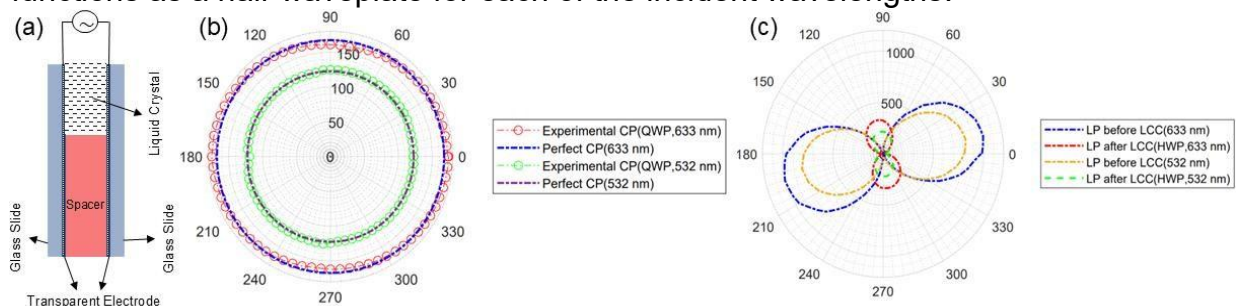 functions as a half-waveplate for each of the incident wavelengths.
(a)
Liquid Crystal
Spacer
Glass Slide
Glass Slide
Transparent Electrode
(b)
90
60
30
0
330
300
270
240
210
180
150
120
150
100
50
0
Experimental CP(QWP,633 nm)
Perfect CP(633 nm)
Experimental CP(QWP,532 nm)
Perfect CP(532 nm)
(c)
90
60
30
0
330
300
270
240
210
180
150
120
1000
500
LP before LCC(633 nm)
LP after LCC(HWP,633 nm)
LP before LCC(532 nm)
LP after LCC(HWP,532 nm)